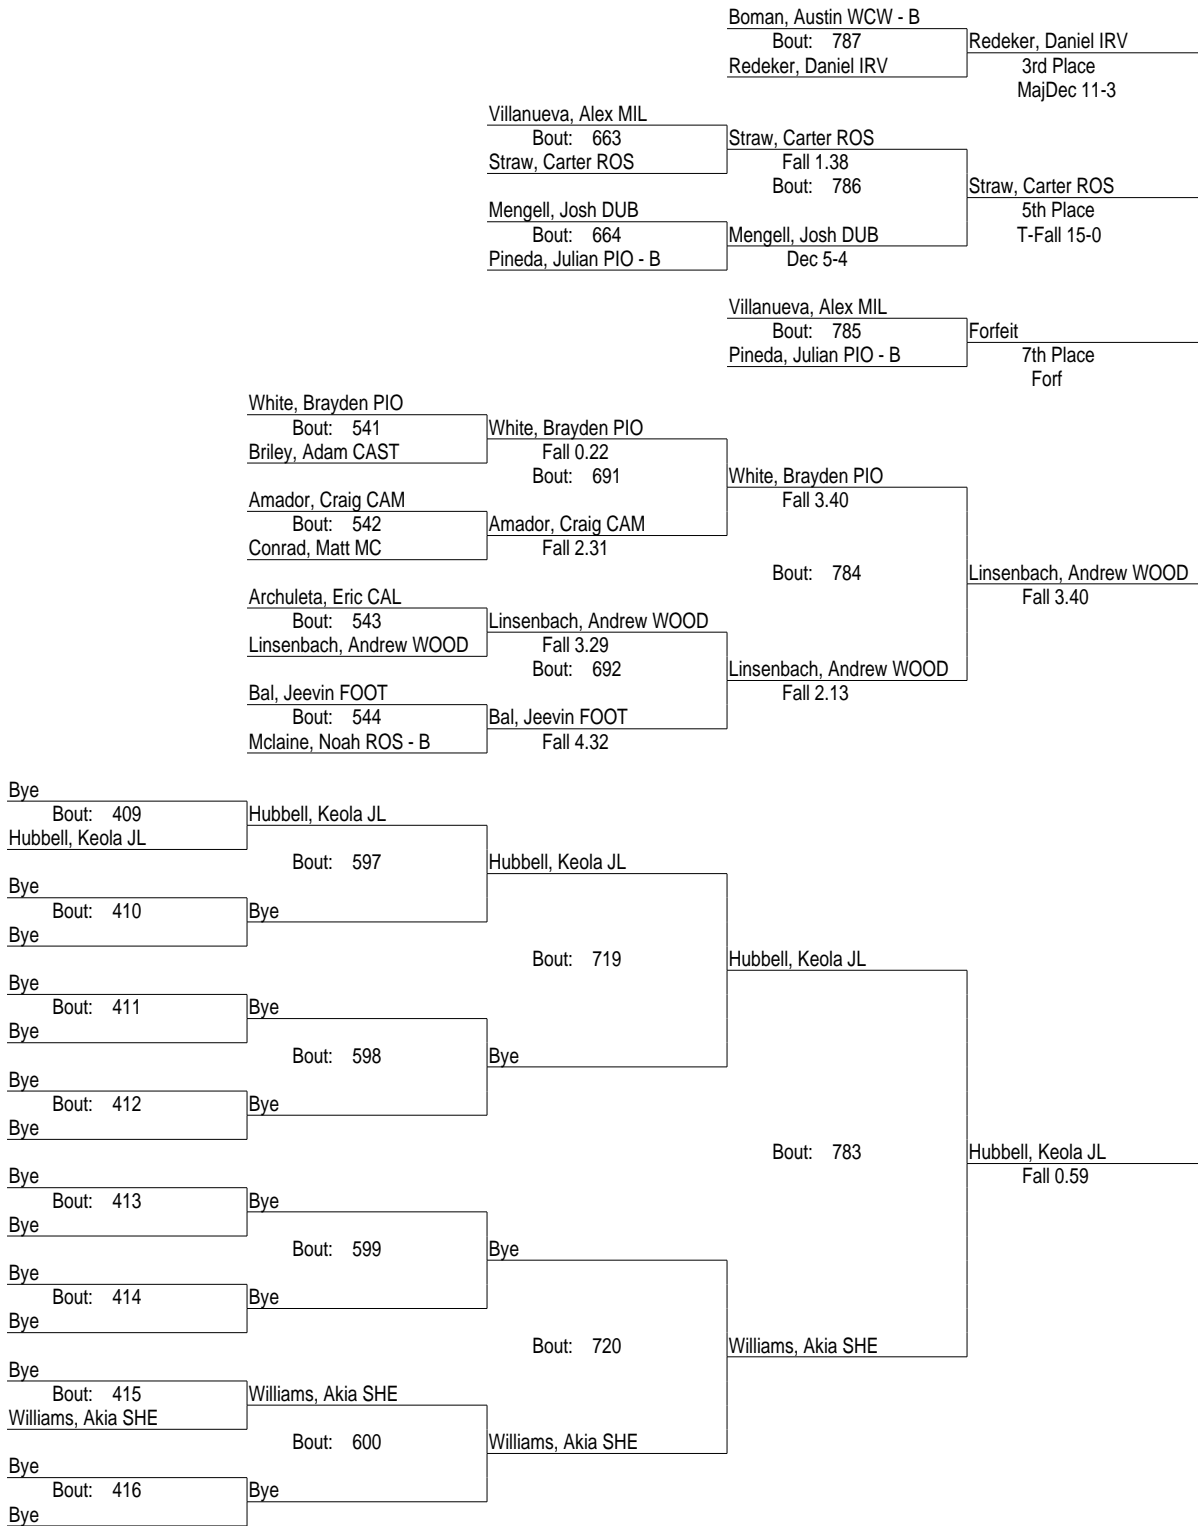 Boman, Austin WCW - B
Bout: 787
Redeker, Daniel IRV
Redeker, Daniel IRV
3rd Place
MajDec 11-3
Villanueva, Alex MIL
Bout: 663
Straw, Carter ROS
Straw, Carter ROS
Fall 1.38
Bout: 786
Straw, Carter ROS
5th Place
T-Fall 15-0
Mengell, Josh DUB
Bout: 664
Pineda, Julian PIO - B
Mengell, Josh DUB
Dec 5-4
Villanueva, Alex MIL
Bout: 785
Pineda, Julian PIO - B
Forfeit
7th Place
Forf
White, Brayden PIO
Bout: 541
Briley, Adam CAST
White, Brayden PIO
Fall 0.22
Bout: 691
White, Brayden PIO
Fall 3.40
Amador, Craig CAM
Bout: 542
Conrad, Matt MC
Amador, Craig CAM
Fall 2.31
Bout: 784
Linsenbach, Andrew WOOD
Fall 3.40
Archuleta, Eric CAL
Bout: 543
Linsenbach, Andrew WOOD
Linsenbach, Andrew WOOD
Fall 3.29
Bout: 692
Linsenbach, Andrew WOOD
Fall 2.13
Bal, Jeevin FOOT
Bout: 544
Mclaine, Noah ROS - B
Bal, Jeevin FOOT
Fall 4.32
Bye
Bout: 409
Hubbell, Keola JL
Hubbell, Keola JL
Bout: 597
Hubbell, Keola JL
Bye
Bout: 410
Bye
Bye
Bout: 719
Hubbell, Keola JL
Bye
Bout: 411
Bye
Bye
Bout: 598
Bye
Bye
Bout: 412
Bye
Bye
Bout: 783
Hubbell, Keola JL
Fall 0.59
Bye
Bout: 413
Bye
Bye
Bout: 599
Bye
Bye
Bout: 414
Bye
Bye
Bout: 720
Williams, Akia SHE
Bye
Bout: 415
Williams, Akia SHE
Williams, Akia SHE
Bout: 600
Williams, Akia SHE
Bye
Bout: 416
Bye
Bye